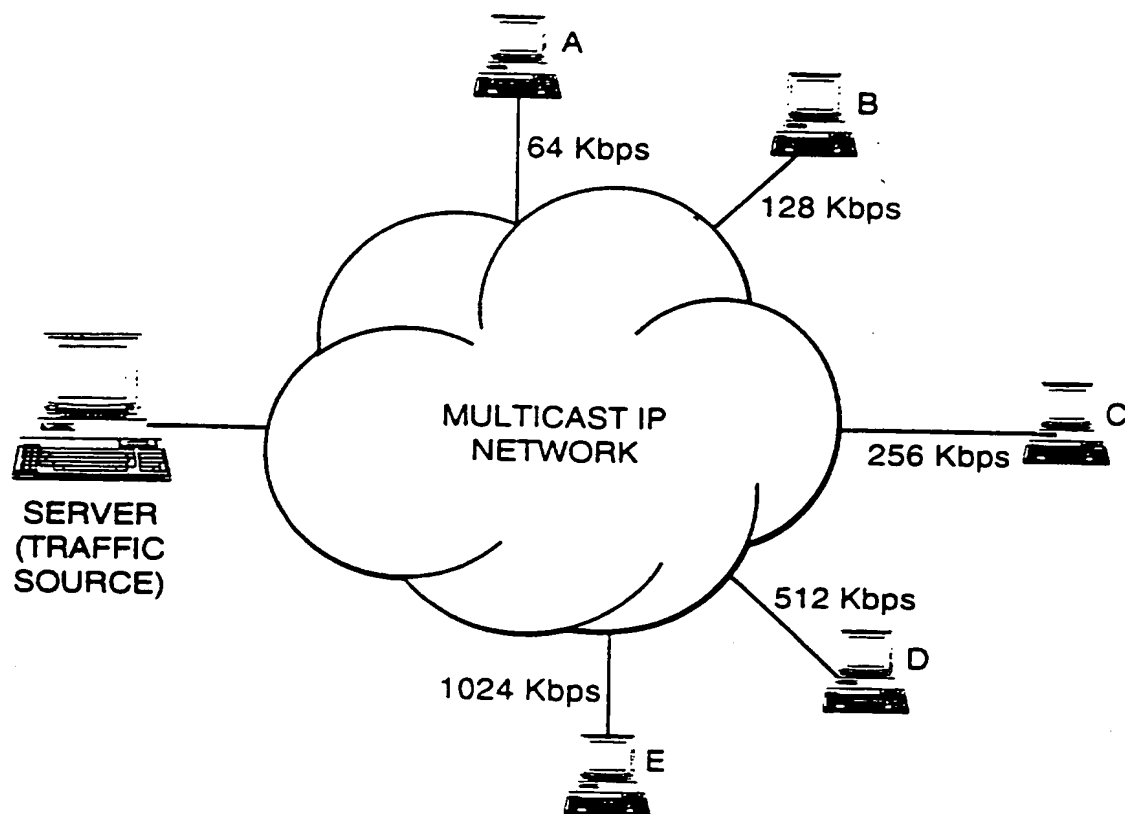 A
64 Kbps
B
128 Kbps
MULTICAST IP
NETWORK
C
256 Kbps
SERVER
(TRAFFIC
SOURCE)
512 Kbps
D
1024 Kbps
E